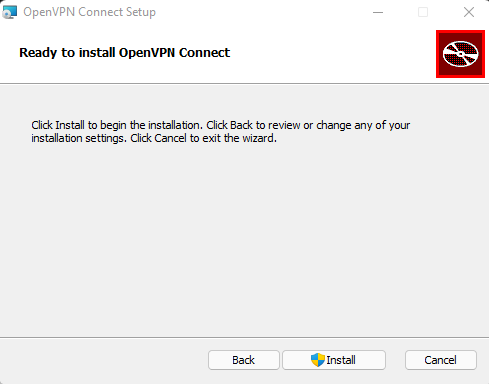 OpenVPN Connect Setup
Ready to install OpenVPN Connect
Click Install to begin the installation. Click Back to review or change any of your
installation settings. Click Cancel to exit the wizard.
Back
Install
Cancel